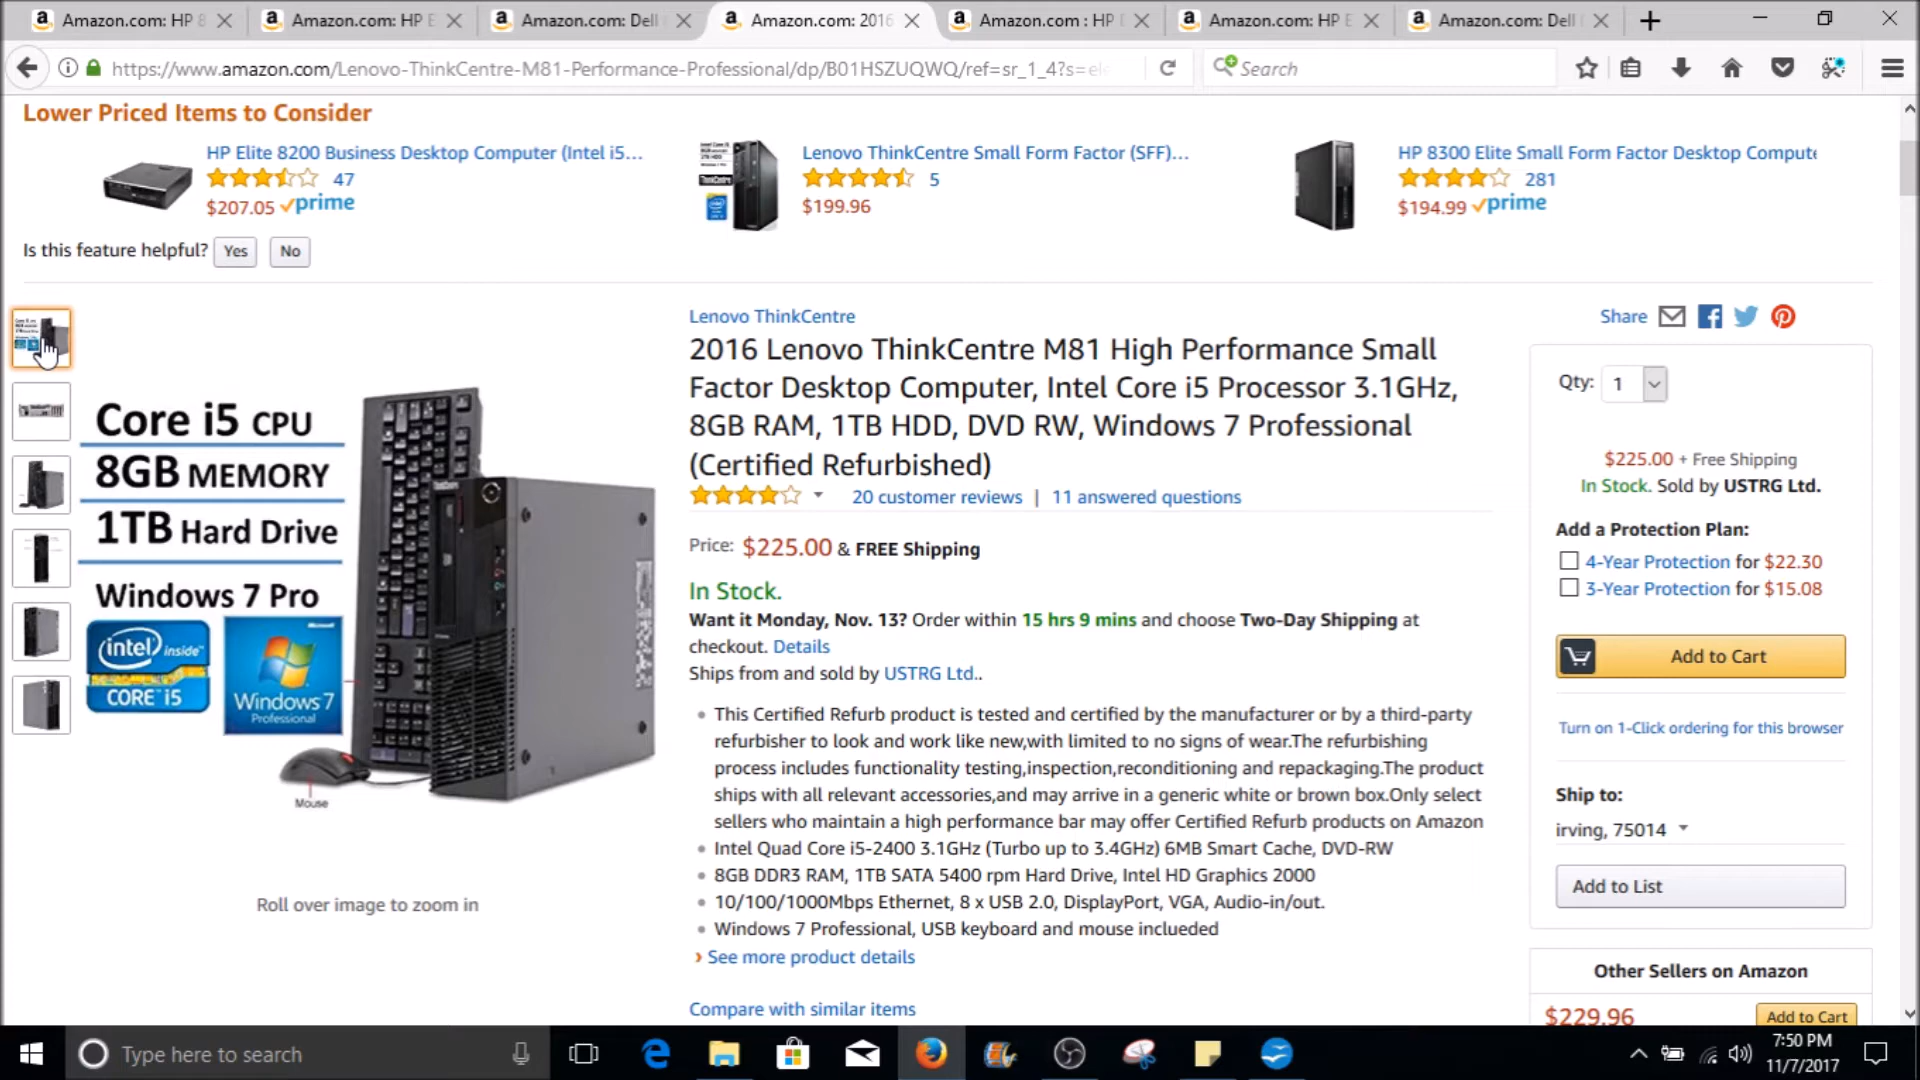 Amazon.com: HP 8
Amazon.com: HP E
Amazon.com: Dell
Amazon.com: 2016
Amazon.com : HP
Amazon.com: HP E
Amazon.com: Dell
https://www.amazon.com/Lenovo-ThinkCentre-M81-Performance-Professional/dp/B01HSZUQWQ/ref=sr_1_4?s=ele
Search
Lower Priced Items to Consider
HP Elite 8200 Business Desktop Computer (Intel i5…
47
$207.05 prime
Lenovo ThinkCentre Small Form Factor (SFF)…
5
$199.96
HP 8300 Elite Small Form Factor Desktop Compute
281
$194.99 prime
Is this feature helpful? Yes No
Core i5 CPU
8GB MEMORY
1TB Hard Drive
Windows 7 Pro
intel inside™
CORE™ i5
Microsoft
Windows 7
Professional
Mouse
Roll over image to zoom in
Lenovo ThinkCentre
2016 Lenovo ThinkCentre M81 High Performance Small
Factor Desktop Computer, Intel Core i5 Processor 3.1GHz,
8GB RAM, 1TB HDD, DVD RW, Windows 7 Professional
(Certified Refurbished)
20 customer reviews | 11 answered questions
Price: $225.00 & FREE Shipping
In Stock.
Want it Monday, Nov. 13? Order within 15 hrs 9 mins and choose Two-Day Shipping at
checkout. Details
Ships from and sold by USTRG Ltd..
This Certified Refurb product is tested and certified by the manufacturer or by a third-party
refurbisher to look and work like new,with limited to no signs of wear.The refurbishing
process includes functionality testing,inspection,reconditioning and repackaging.The product
ships with all relevant accessories,and may arrive in a generic white or brown box.Only select
sellers who maintain a high performance bar may offer Certified Refurb products on Amazon
Intel Quad Core i5-2400 3.1GHz (Turbo up to 3.4GHz) 6MB Smart Cache, DVD-RW
8GB DDR3 RAM, 1TB SATA 5400 rpm Hard Drive, Intel HD Graphics 2000
10/100/1000Mbps Ethernet, 8 x USB 2.0, DisplayPort, VGA, Audio-in/out.
Windows 7 Professional, USB keyboard and mouse inclueded
› See more product details
Compare with similar items
Share
Qty: 1
$225.00 + Free Shipping
In Stock. Sold by USTRG Ltd.
Add a Protection Plan:
4-Year Protection for $22.30
3-Year Protection for $15.08
Add to Cart
Turn on 1-Click ordering for this browser
Ship to:
irving, 75014
Add to List
Other Sellers on Amazon
$229.96
Add to Cart
Type here to search
7:50 PM
11/7/2017